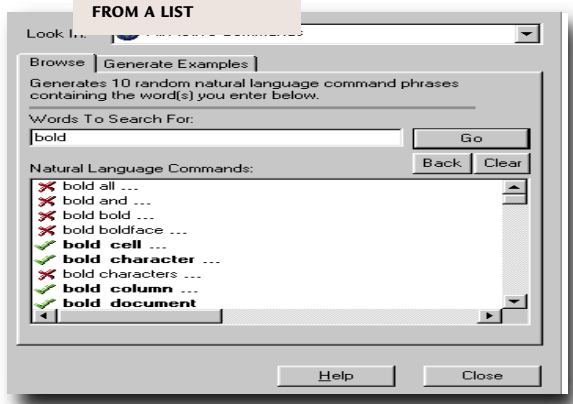 FROM A LIST
Look In:
Browse
Generate Examples
Generates 10 random natural language command phrases
containing the word(s) you enter below.
Words To Search For:
bold
Go
Back
Clear
Natural Language Commands:
bold all ...
bold and ...
bold bold ...
bold boldface ...
bold cell ...
bold character ...
bold characters ...
bold column ...
bold document
Help
Close